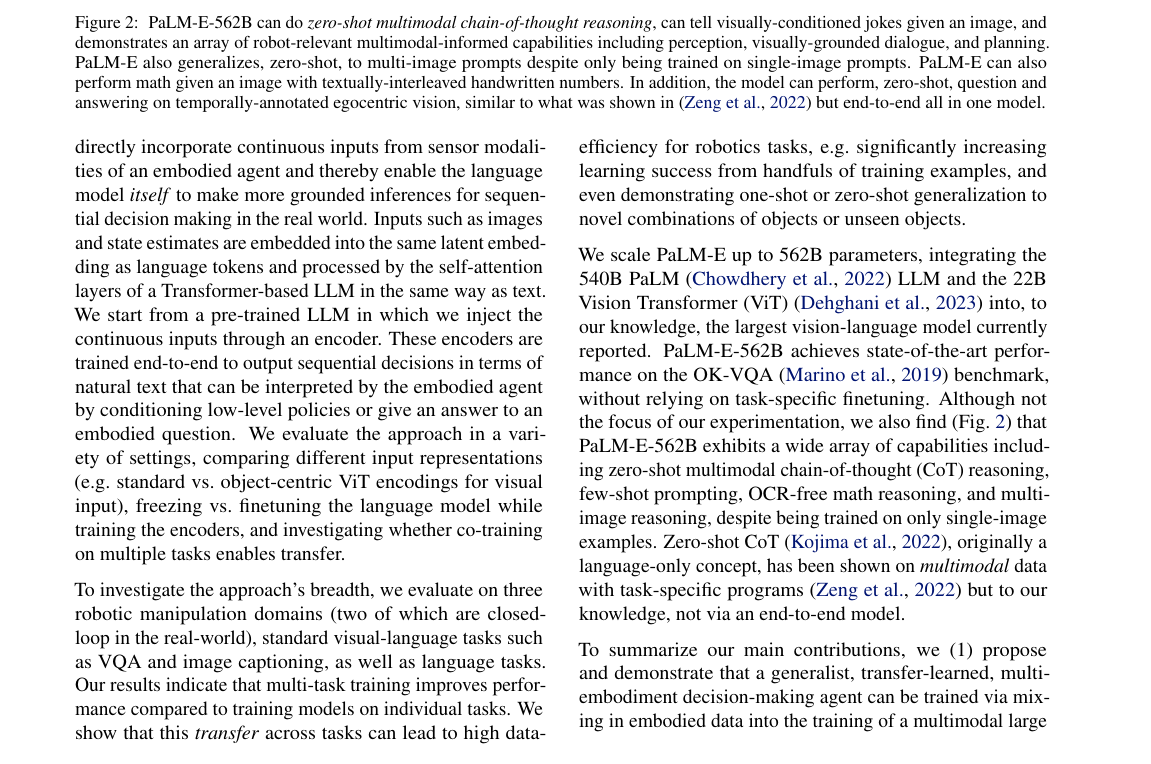 Figure 2: PaLM-E-562B can do zero-shot multimodal chain-of-thought reasoning, can tell visually-conditioned jokes given an image, and
demonstrates an array of robot-relevant multimodal-informed capabilities including perception, visually-grounded dialogue, and planning.
PaLM-E also generalizes, zero-shot, to multi-image prompts despite only being trained on single-image prompts. PaLM-E can also
perform math given an image with textually-interleaved handwritten numbers. In addition, the model can perform, zero-shot, question and
answering on temporally-annotated egocentric vision, similar to what was shown in (Zeng et al., 2022) but end-to-end all in one model.
directly incorporate continuous inputs from sensor modali-
ties of an embodied agent and thereby enable the language
model itself to make more grounded inferences for sequen-
tial decision making in the real world. Inputs such as images
and state estimates are embedded into the same latent embed-
ding as language tokens and processed by the self-attention
layers of a Transformer-based LLM in the same way as text.
We start from a pre-trained LLM in which we inject the
continuous inputs through an encoder. These encoders are
trained end-to-end to output sequential decisions in terms of
natural text that can be interpreted by the embodied agent
by conditioning low-level policies or give an answer to an
embodied question. We evaluate the approach in a vari-
ety of settings, comparing different input representations
(e.g. standard vs. object-centric ViT encodings for visual
input), freezing vs. finetuning the language model while
training the encoders, and investigating whether co-training
on multiple tasks enables transfer.
To investigate the approach's breadth, we evaluate on three
robotic manipulation domains (two of which are closed-
loop in the real-world), standard visual-language tasks such
as VQA and image captioning, as well as language tasks.
Our results indicate that multi-task training improves perfor-
mance compared to training models on individual tasks. We
show that this transfer across tasks can lead to high data-
efficiency for robotics tasks, e.g. significantly increasing
learning success from handfuls of training examples, and
even demonstrating one-shot or zero-shot generalization to
novel combinations of objects or unseen objects.
We scale PaLM-E up to 562B parameters, integrating the
540B PaLM (Chowdhery et al., 2022) LLM and the 22B
Vision Transformer (ViT) (Dehghani et al., 2023) into, to
our knowledge, the largest vision-language model currently
reported. PaLM-E-562B achieves state-of-the-art perfor-
mance on the OK-VQA (Marino et al., 2019) benchmark,
without relying on task-specific finetuning. Although not
the focus of our experimentation, we also find (Fig. 2) that
PaLM-E-562B exhibits a wide array of capabilities includ-
ing zero-shot multimodal chain-of-thought (CoT) reasoning,
few-shot prompting, OCR-free math reasoning, and multi-
image reasoning, despite being trained on only single-image
examples. Zero-shot CoT (Kojima et al., 2022), originally a
language-only concept, has been shown on multimodal data
with task-specific programs (Zeng et al., 2022) but to our
knowledge, not via an end-to-end model.
To summarize our main contributions, we (1) propose
and demonstrate that a generalist, transfer-learned, multi-
embodiment decision-making agent can be trained via mix-
ing in embodied data into the training of a multimodal large